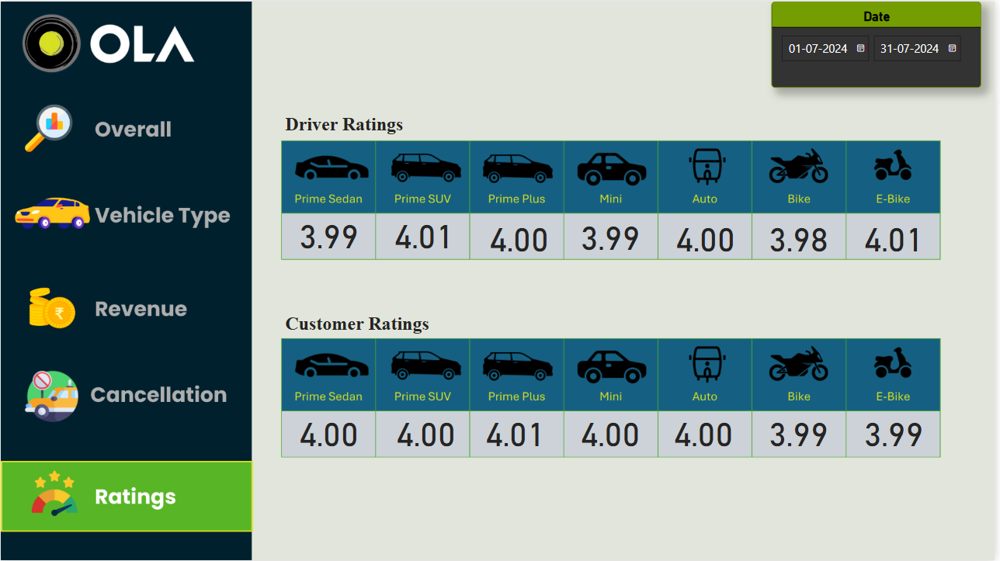 OLA
Overall
Vehicle Type
Revenue
₹
Cancellation
Ratings
Date
01-07-2024 31-07-2024
Driver Ratings
Prime Sedan Prime SUV Prime Plus Mini Auto Bike E-Bike
3.99 4.01 4.00 3.99 4.00 3.98 4.01
Customer Ratings
Prime Sedan Prime SUV Prime Plus Mini Auto Bike E-Bike
4.00 4.00 4.01 4.00 4.00 3.99 3.99